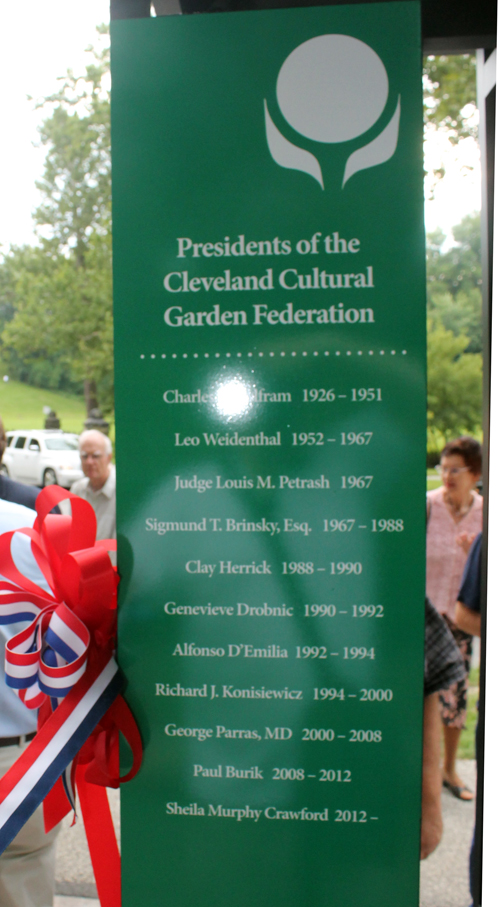 Presidents of the
Cleveland Cultural
Garden Federation
Leo Weidenthal 1952 – 1967
Judge Louis M. Petrash 1967
Sigmund T. Brinsky, Esq. 1967 – 1988
Clay Herrick 1988 – 1990
Genevieve Drobnic 1990 – 1992
Alfonso D'Emilia 1992 – 1994
Richard J. Konisiewicz 1994 – 2000
George Parras, MD 2000 – 2008
Paul Burik 2008 – 2012
Sheila Murphy Crawford 2012 –